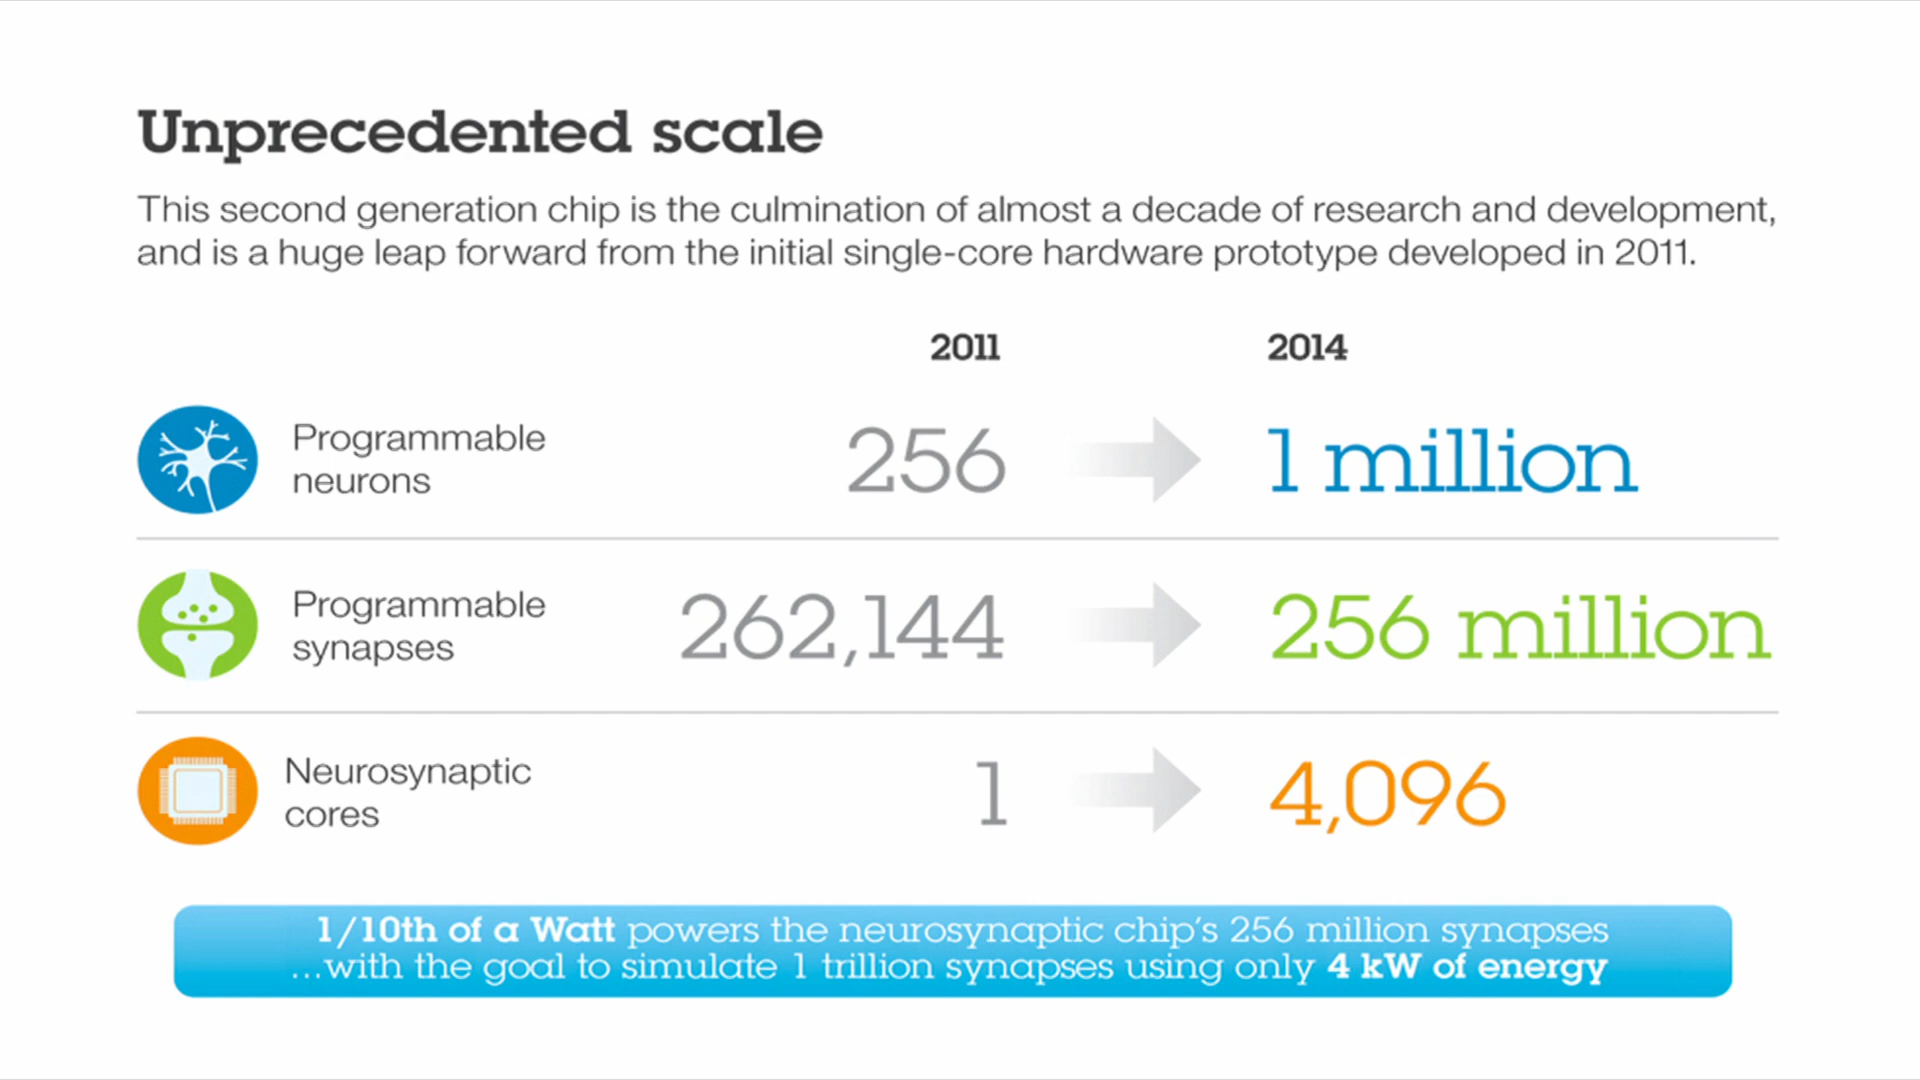 Unprecedented scale
This second generation chip is the culmination of almost a decade of research and development,
and is a huge leap forward from the initial single-core hardware prototype developed in 2011.
2011 2014
Programmable
neurons
256 1 million
Programmable
synapses
262,144 256 million
Neurosynaptic
cores
1 4,096
1/10th of a Watt powers the neurosynaptic chip's 256 million synapses
...with the goal to simulate 1 trillion synapses using only 4 kW of energy